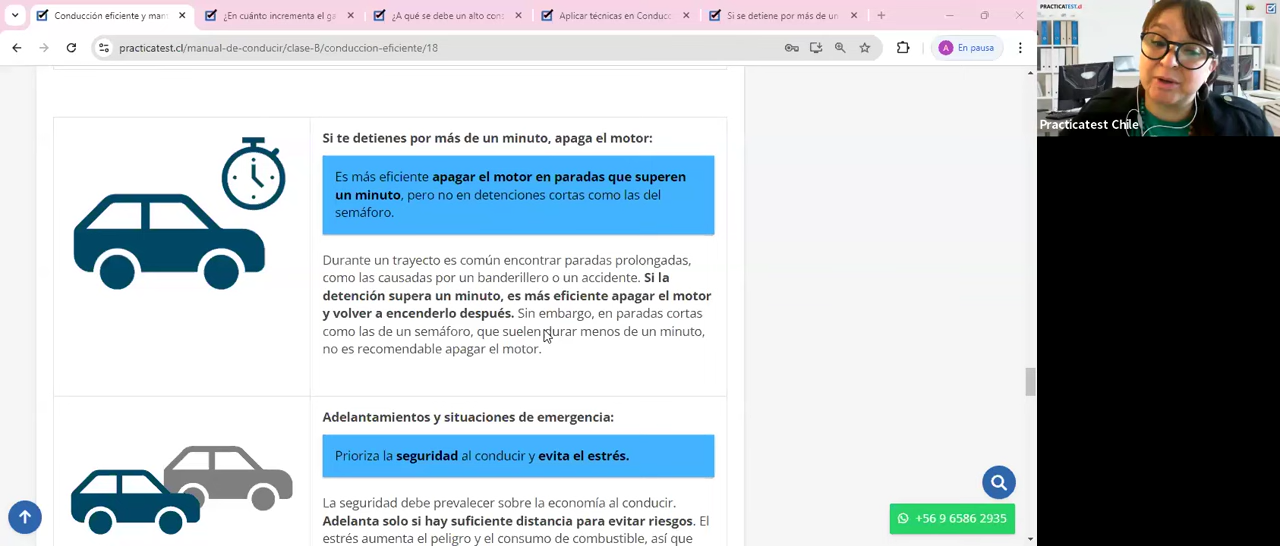 Conducción eficiente y mant
¿En cuánto incrementa el ga
¿A qué se debe un alto cons
Aplicar técnicas en Conducc
Si se detiene por más de un
practicatest.cl/manual-de-conducir/clase-B/conduccion-eficiente/18
A En pausa
PRACTICATEST.cl
Practicatest Chile
Si te detienes por más de un minuto, apaga el motor:
Es más eficiente apagar el motor en paradas que superen
un minuto, pero no en detenciones cortas como las del
semáforo.
Durante un trayecto es común encontrar paradas prolongadas,
como las causadas por un banderillero o un accidente. Si la
detención supera un minuto, es más eficiente apagar el motor
y volver a encenderlo después. Sin embargo, en paradas cortas
como las de un semáforo, que suelen durar menos de un minuto,
no es recomendable apagar el motor.
Adelantamientos y situaciones de emergencia:
Prioriza la seguridad al conducir y evita el estrés.
La seguridad debe prevalecer sobre la economía al conducir.
Adelanta solo si hay suficiente distancia para evitar riesgos. El
estrés aumenta el peligro y el consumo de combustible, así que
+56 9 6586 2935